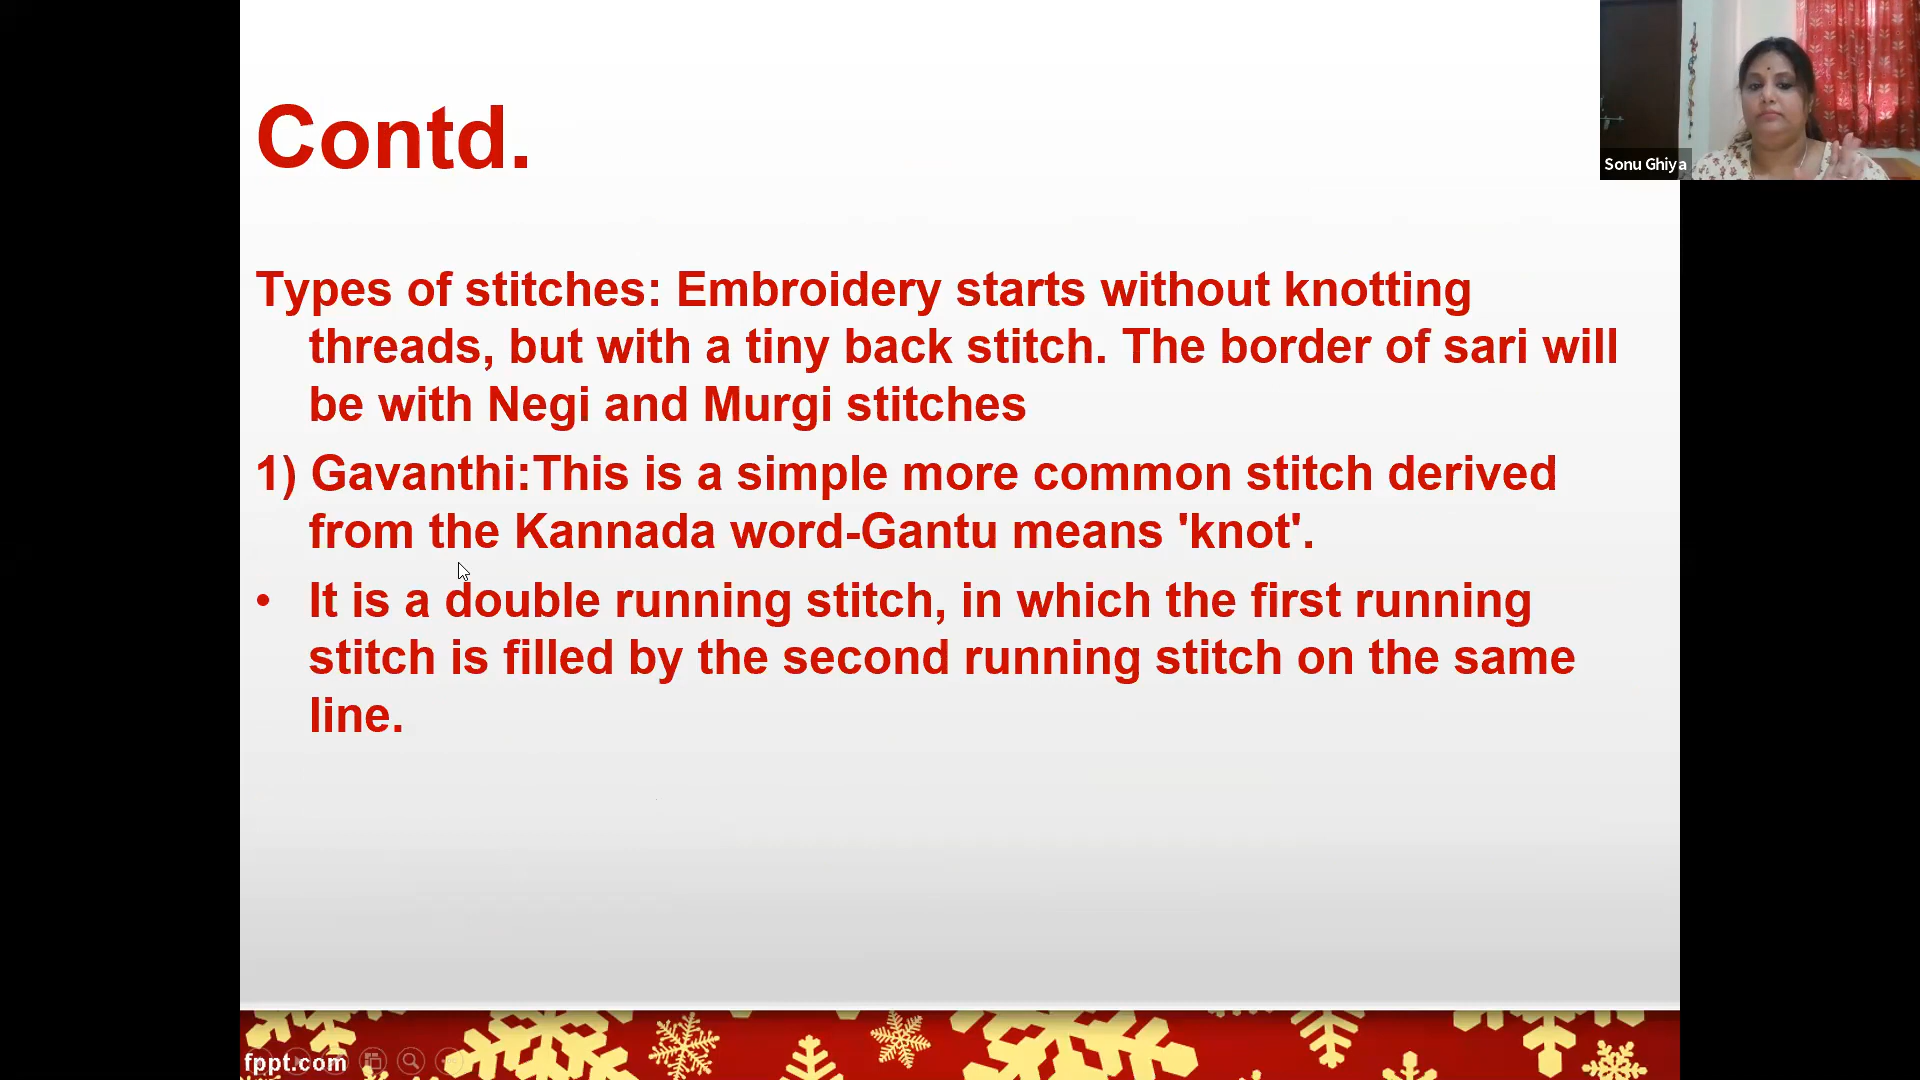 Contd.
Sonu Ghiya
Types of stitches: Embroidery starts without knotting
threads, but with a tiny back stitch. The border of sari will
be with Negi and Murgi stitches
1) Gavanthi:This is a simple more common stitch derived
from the Kannada word-Gantu means 'knot'.
• It is a double running stitch, in which the first running
stitch is filled by the second running stitch on the same
line.
fppt.com